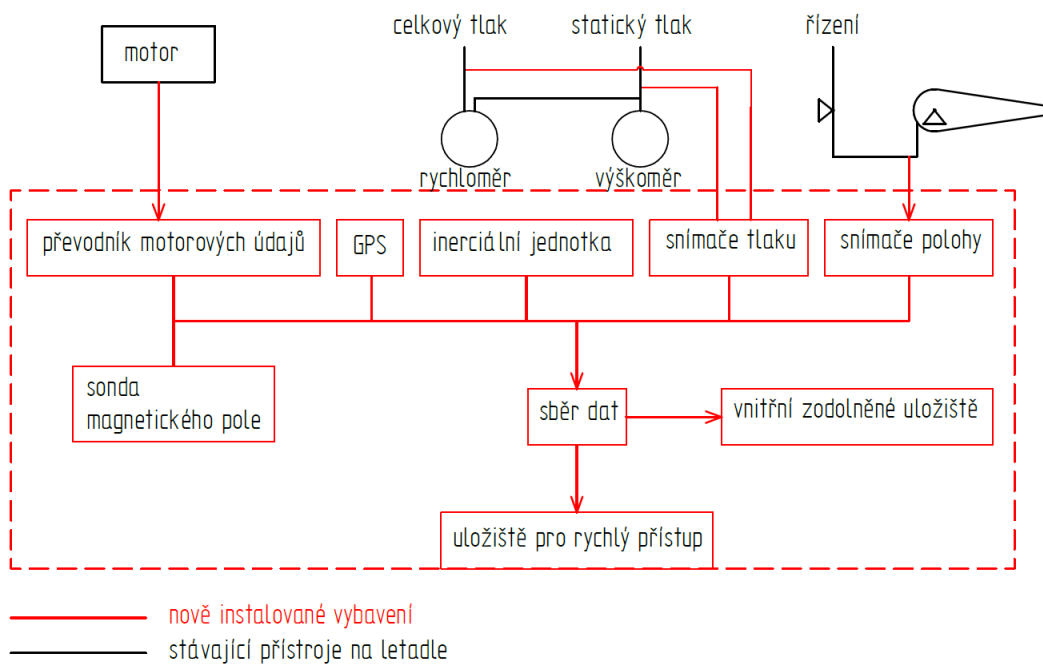 motor
celkový tlak
statický tlak
řízení
rychloměr
výškoměr
převodník motorových údajů
GPS
inerciální jednotka
snímače tlaku
snímače polohy
sonda
magnetického pole
sběr dat
vnitřní zodolněné uložiště
uložiště pro rychlý přístup
nově instalované vybavení
stávající přístroje na letadle